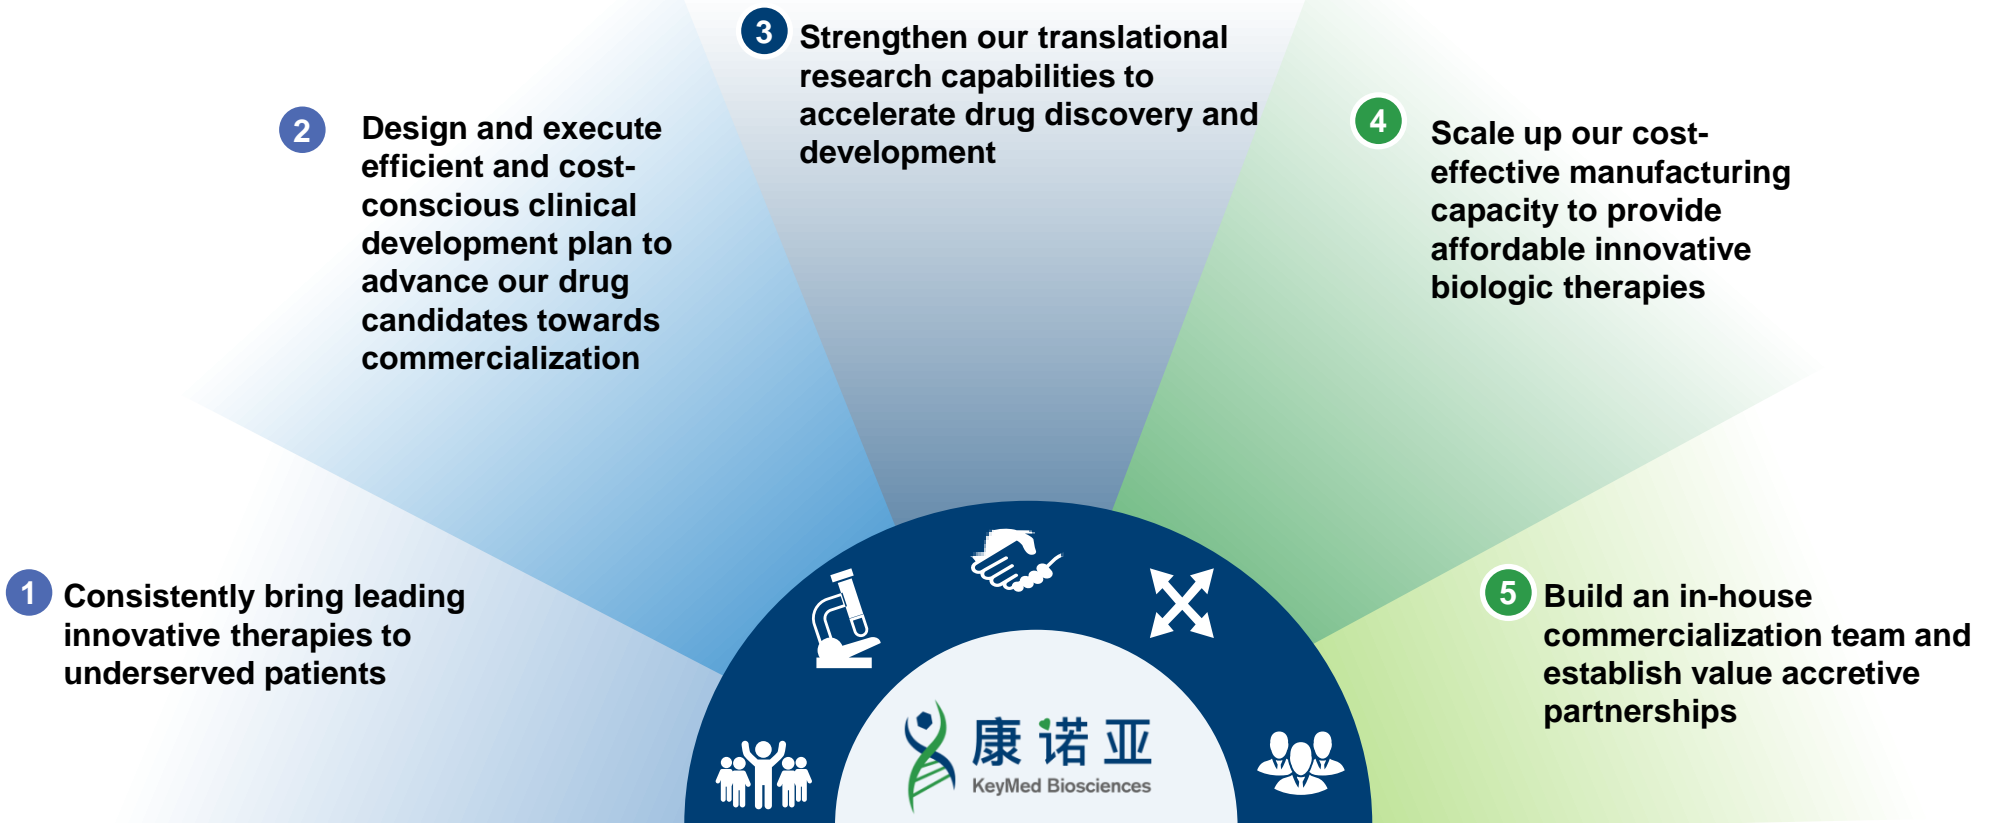 1
Consistently bring leading
innovative therapies to
underserved patients
2
Design and execute
efficient and cost-
conscious clinical
development plan to
advance our drug
candidates towards
commercialization
3
Strengthen our translational
research capabilities to
accelerate drug discovery and
development
4
Scale up our cost-
effective manufacturing
capacity to provide
affordable innovative
biologic therapies
5
Build an in-house
commercialization team and
establish value accretive
partnerships
康诺亚
KeyMed Biosciences